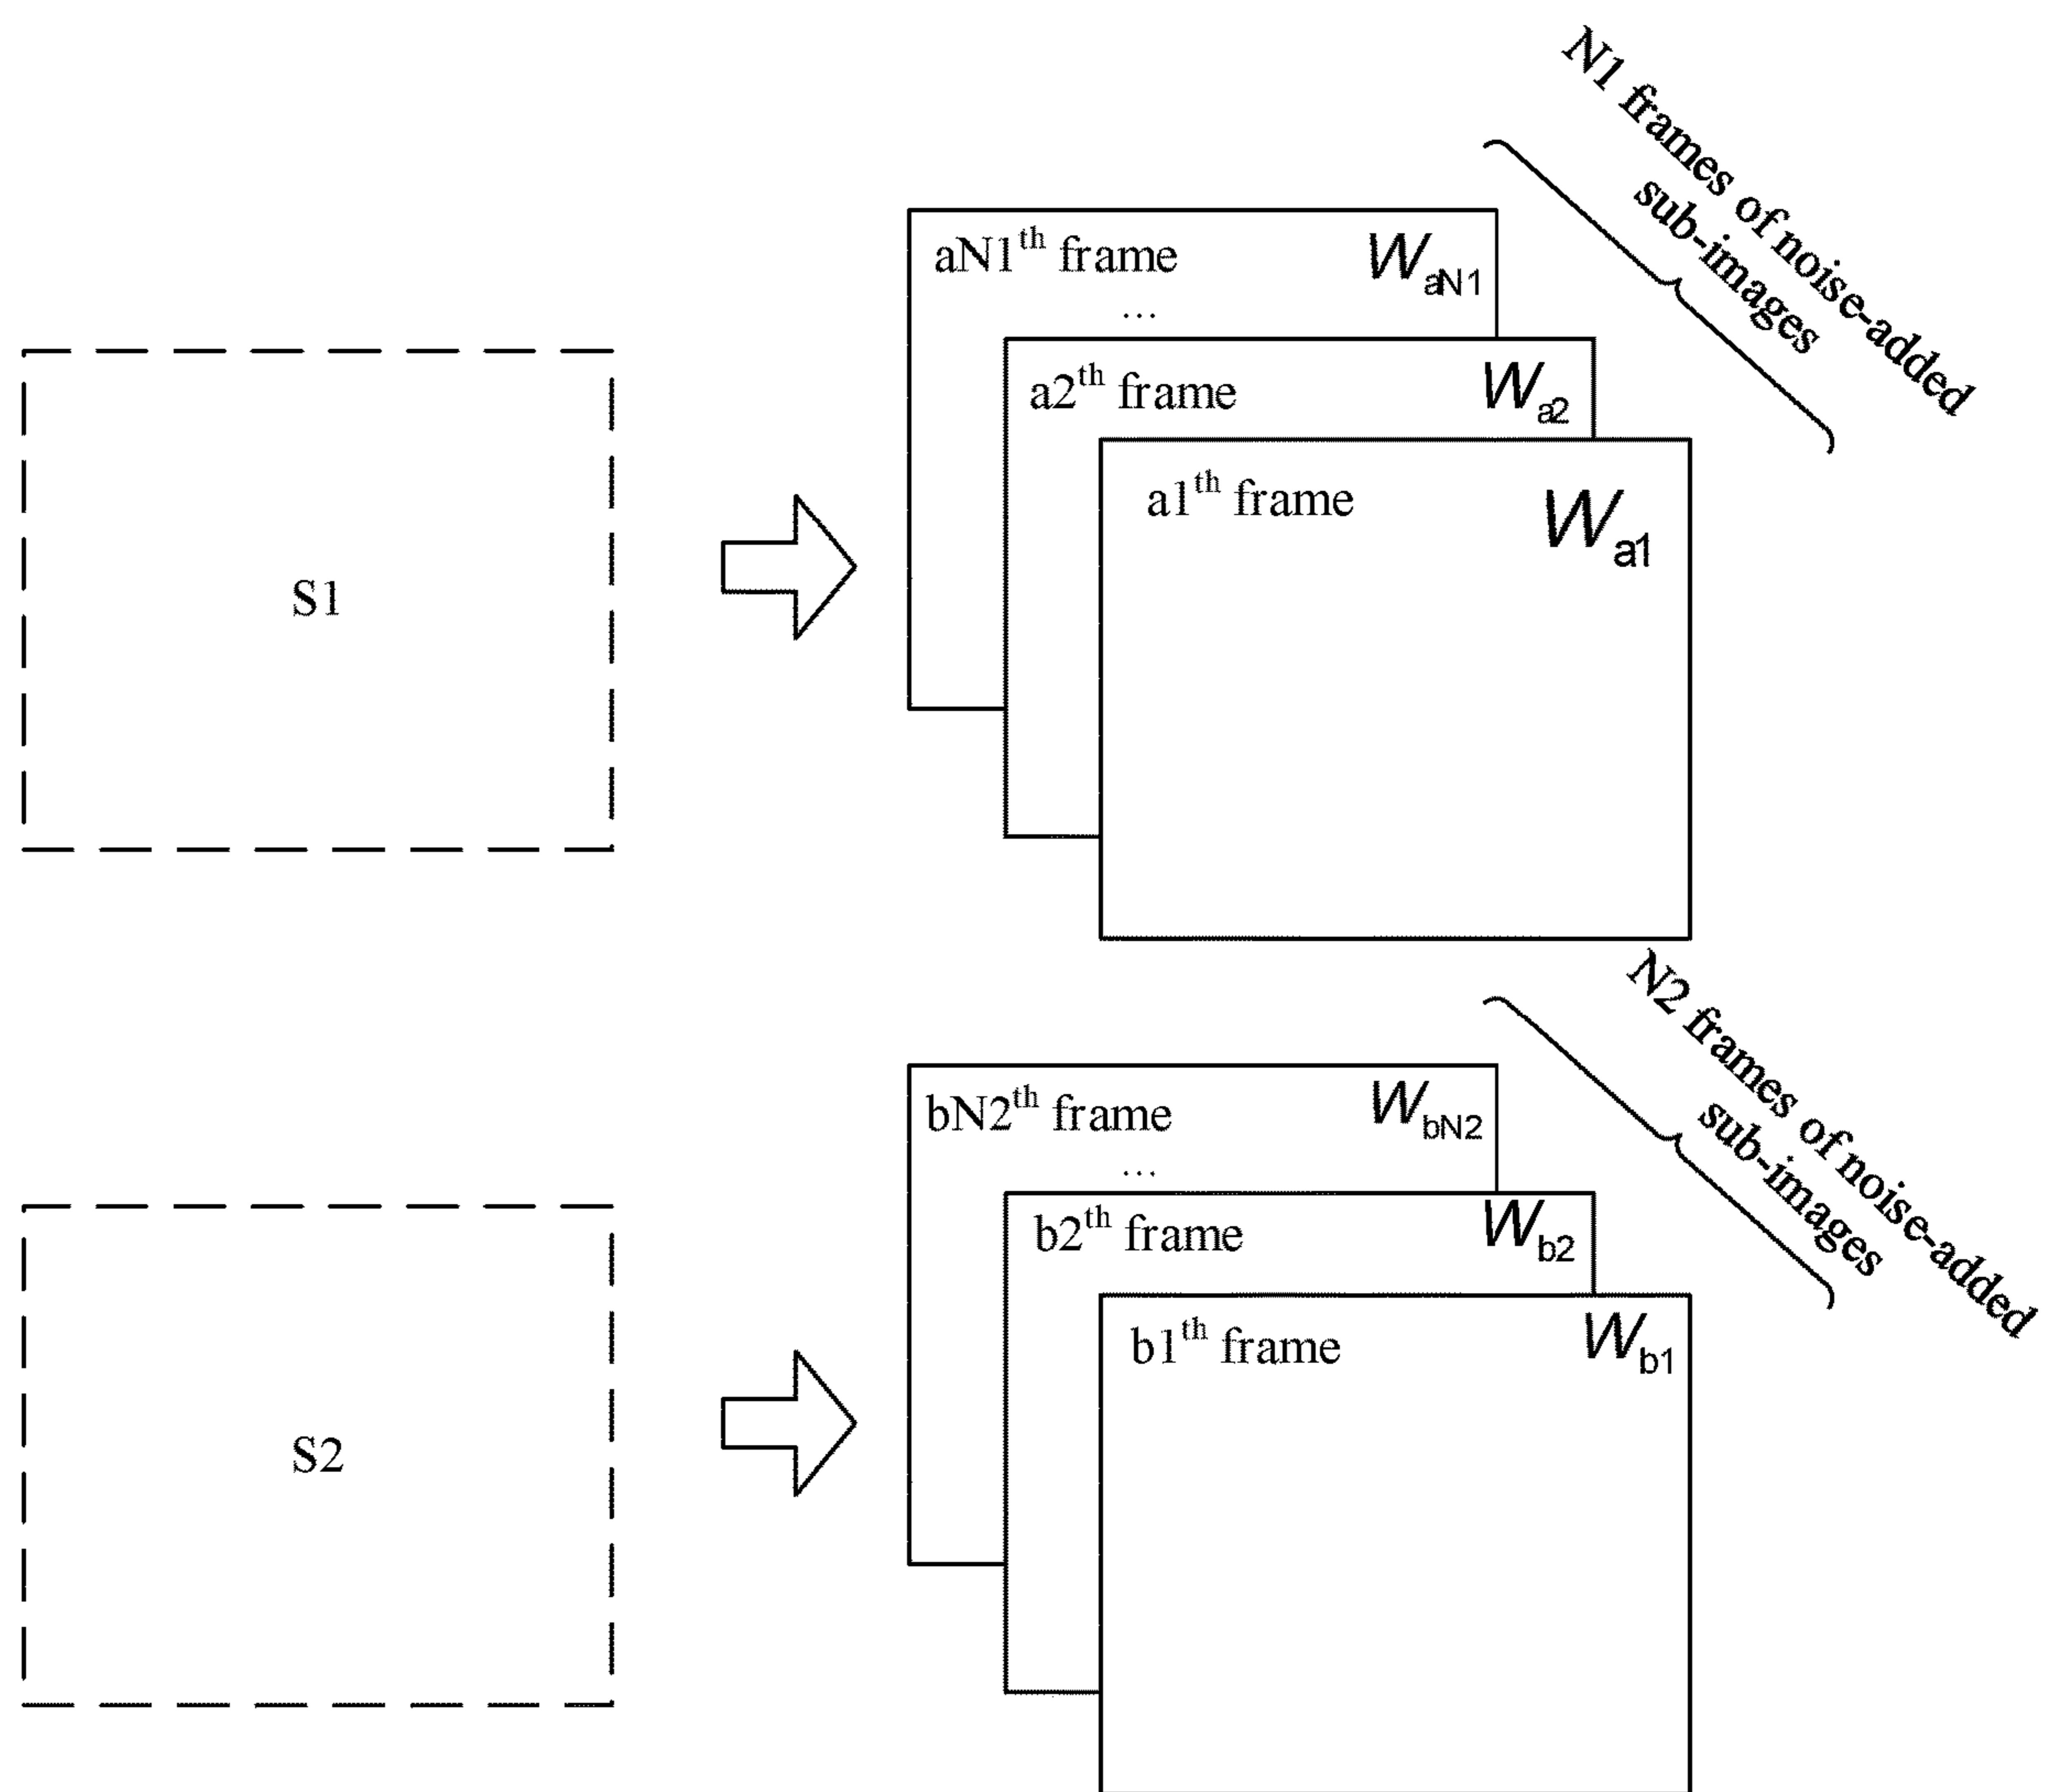 N1 frames of noise-added
sub-images
aN1th frame
WaN1
...
a2th frame
Wa2
a1th frame
Wa1
S1
N2 frames of noise-added
sub-images
bN2th frame
WbN2
...
b2th frame
Wb2
b1th frame
Wb1
S2